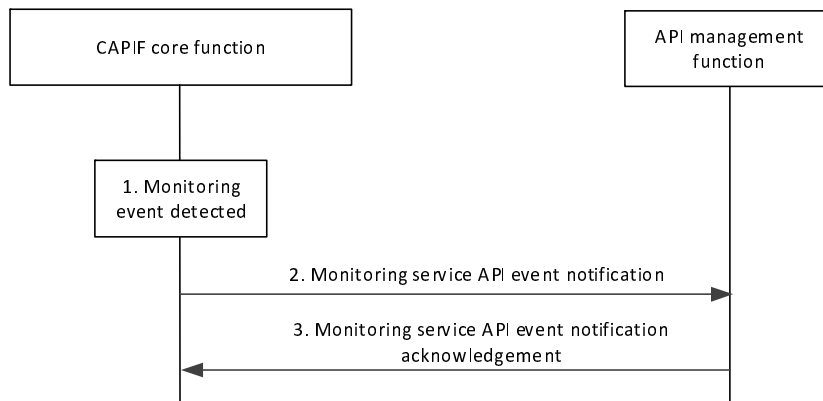 CAPIF core function
API management
function
1. Monitoring
event detected
2. Monitoring service API event notification
3. Monitoring service API event notification
acknowledgement